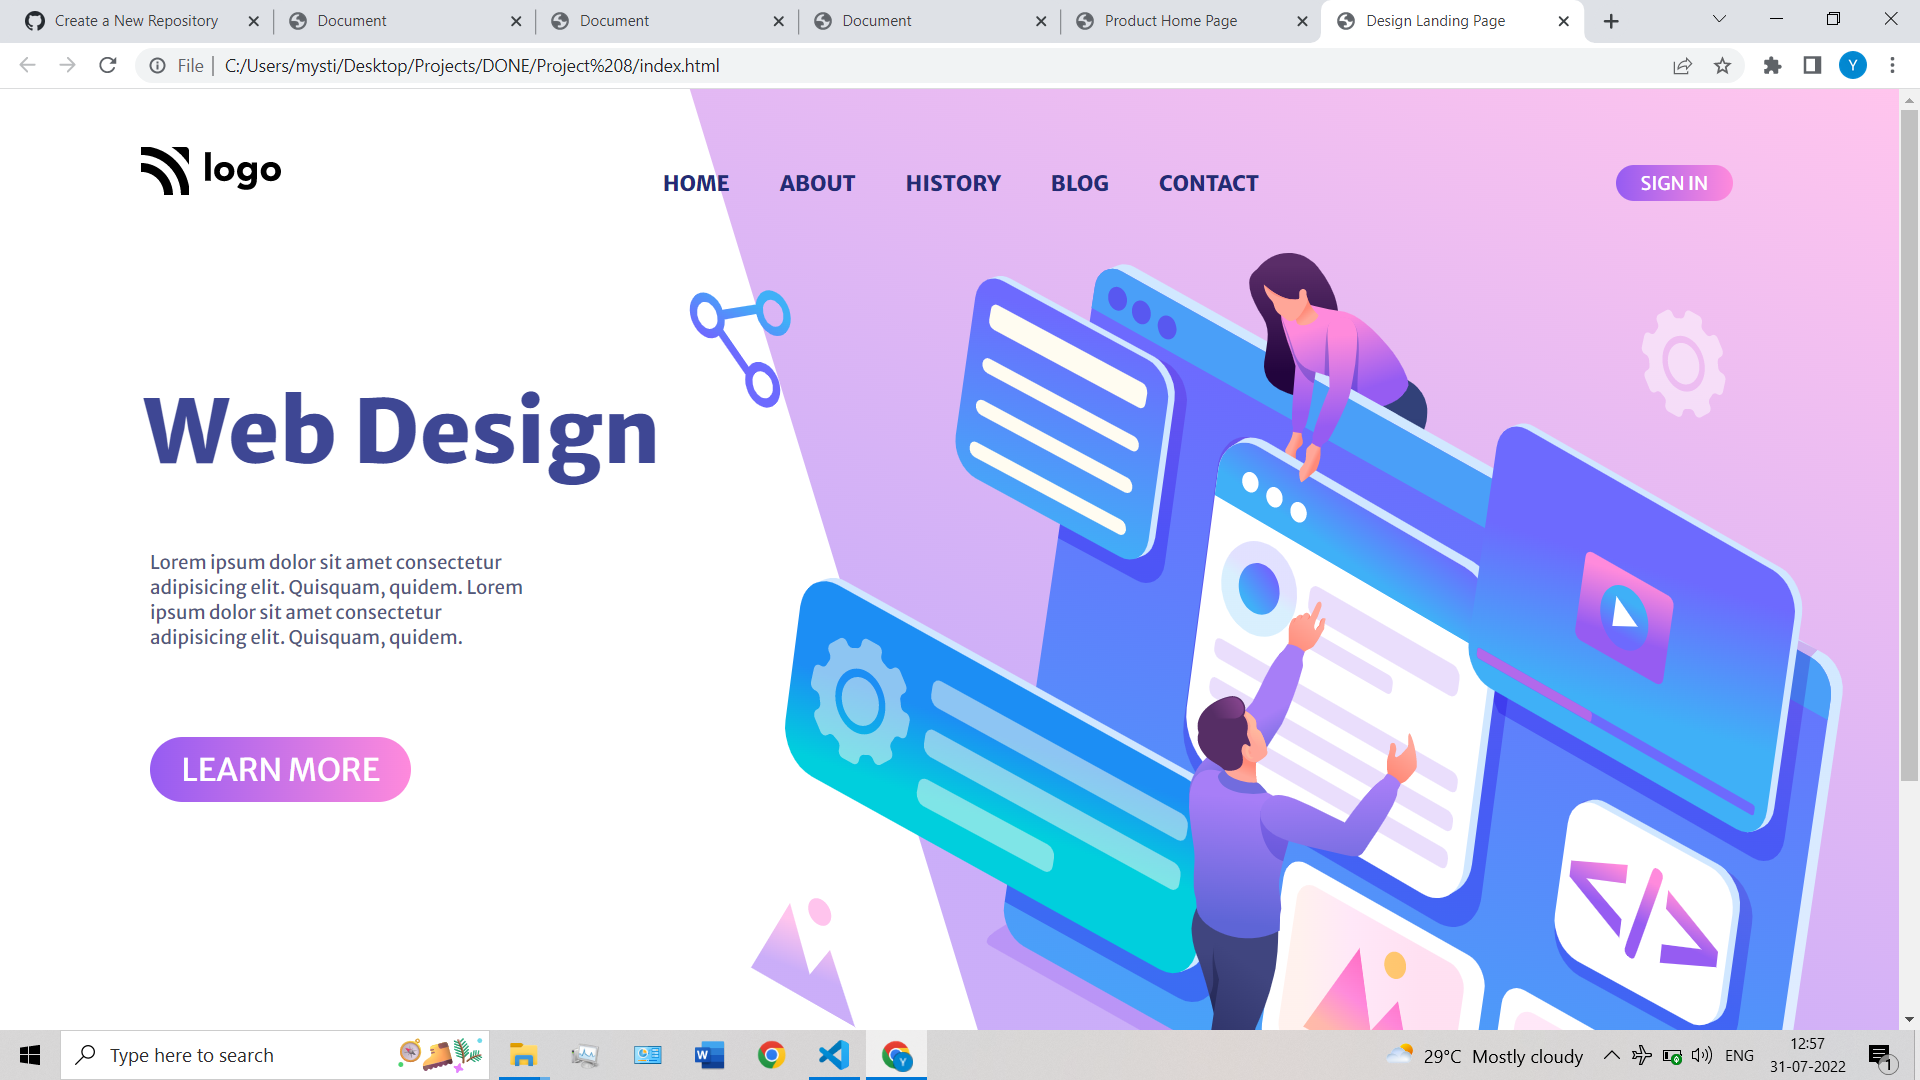 Create a New Repository
Document
Document
Document
Product Home Page
Design Landing Page
File
C:/Users/mysti/Desktop/Projects/DONE/Project%208/index.html
Y
logo
HOME
ABOUT
HISTORY
BLOG
CONTACT
SIGN IN
Web Design
Lorem ipsum dolor sit amet consectetur
adipisicing elit. Quisquam, quidem. Lorem
ipsum dolor sit amet consectetur
adipisicing elit. Quisquam, quidem.
LEARN MORE
Type here to search
W
Y
29°C Mostly cloudy
ENG
12:57
31-07-2022
1